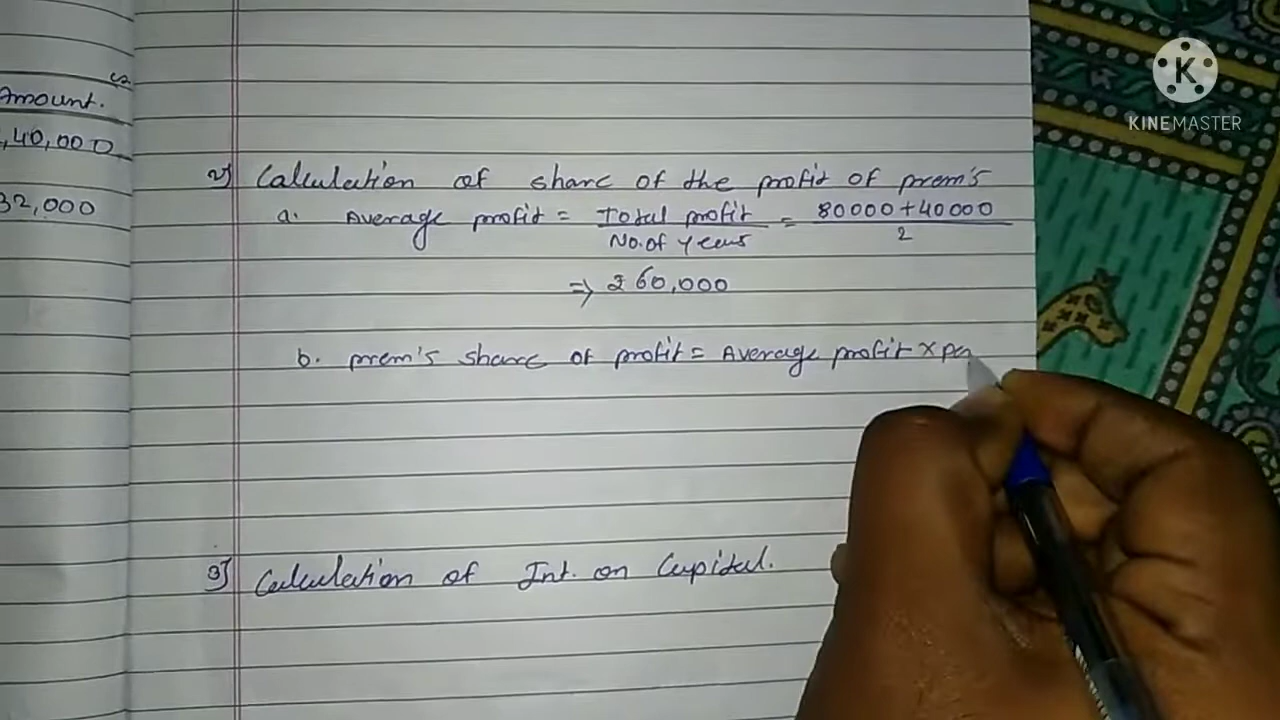 Amount.
,40,000
32,000
2) Calculation of share of the profit of prem's
a. Average profit = Total profit / No. of years = 80000 + 40000 / 2
=> ₹ 60,000
b. prem's share of profit = Average profit × per
3) Calculation of Int. on Capital.
K
KINEMASTER